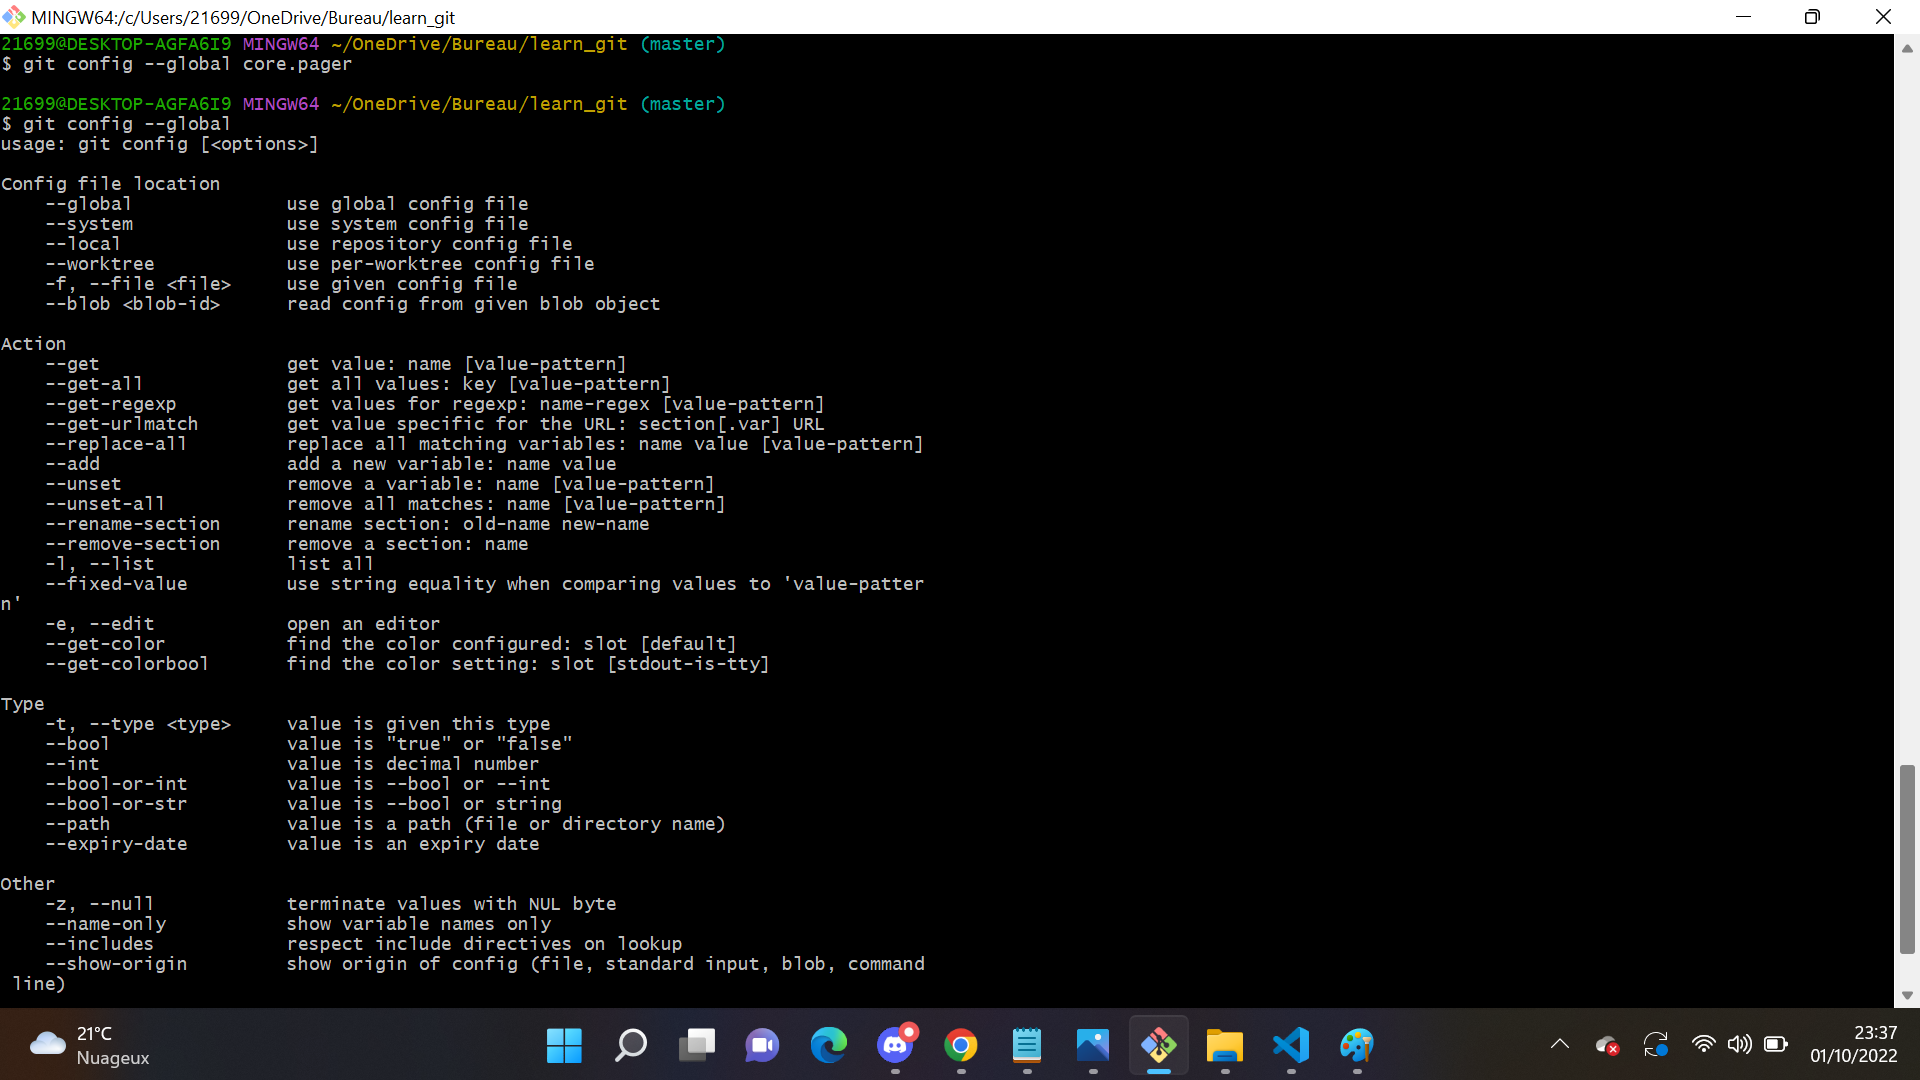 MINGW64:/c/Users/21699/OneDrive/Bureau/learn_git
21699@DESKTOP-AGFA6I9 MINGW64 ~/OneDrive/Bureau/learn_git (master)
$ git config --global core.pager
21699@DESKTOP-AGFA6I9 MINGW64 ~/OneDrive/Bureau/learn_git (master)
$ git config --global
usage: git config [<options>]
Config file location
--global use global config file
--system use system config file
--local use repository config file
--worktree use per-worktree config file
-f, --file <file> use given config file
--blob <blob-id> read config from given blob object
Action
--get get value: name [value-pattern]
--get-all get all values: key [value-pattern]
--get-regexp get values for regexp: name-regex [value-pattern]
--get-urlmatch get value specific for the URL: section[.var] URL
--replace-all replace all matching variables: name value [value-pattern]
--add add a new variable: name value
--unset remove a variable: name [value-pattern]
--unset-all remove all matches: name [value-pattern]
--rename-section rename section: old-name new-name
--remove-section remove a section: name
-l, --list list all
--fixed-value use string equality when comparing values to 'value-patter
n'
-e, --edit open an editor
--get-color find the color configured: slot [default]
--get-colorbool find the color setting: slot [stdout-is-tty]
Type
-t, --type <type> value is given this type
--bool value is "true" or "false"
--int value is decimal number
--bool-or-int value is --bool or --int
--bool-or-str value is --bool or string
--path value is a path (file or directory name)
--expiry-date value is an expiry date
Other
-z, --null terminate values with NUL byte
--name-only show variable names only
--includes respect include directives on lookup
--show-origin show origin of config (file, standard input, blob, command
line)
21°C
Nuageux
23:37
01/10/2022